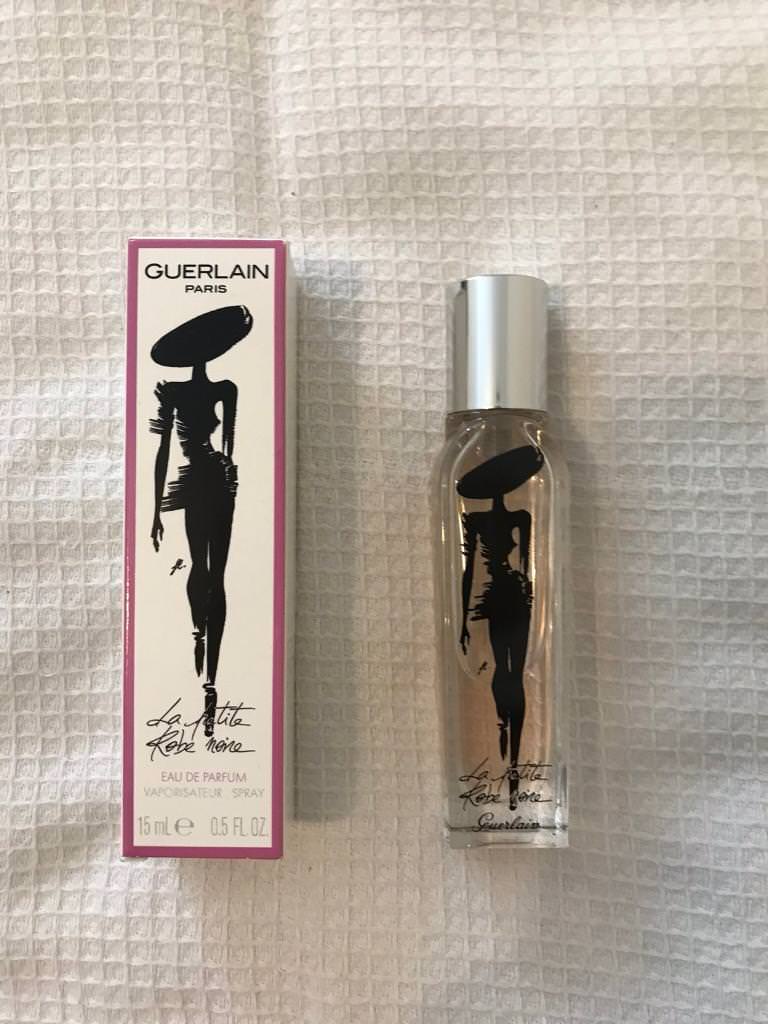 GUERLAIN
PARIS
La petite
Robe noire
EAU DE PARFUM
VAPORISATEUR SPRAY
15 mL e 0.5 FL. OZ.
La petite
Robe noire
Guerlain